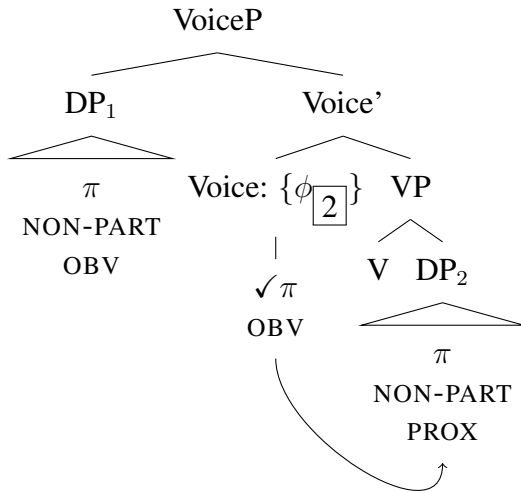 VoiceP
DP₁ Voice’
π Voice: {ϕ 2} VP
NON-PART
OBV
V DP₂
✓π
OBV
π
NON-PART
PROX